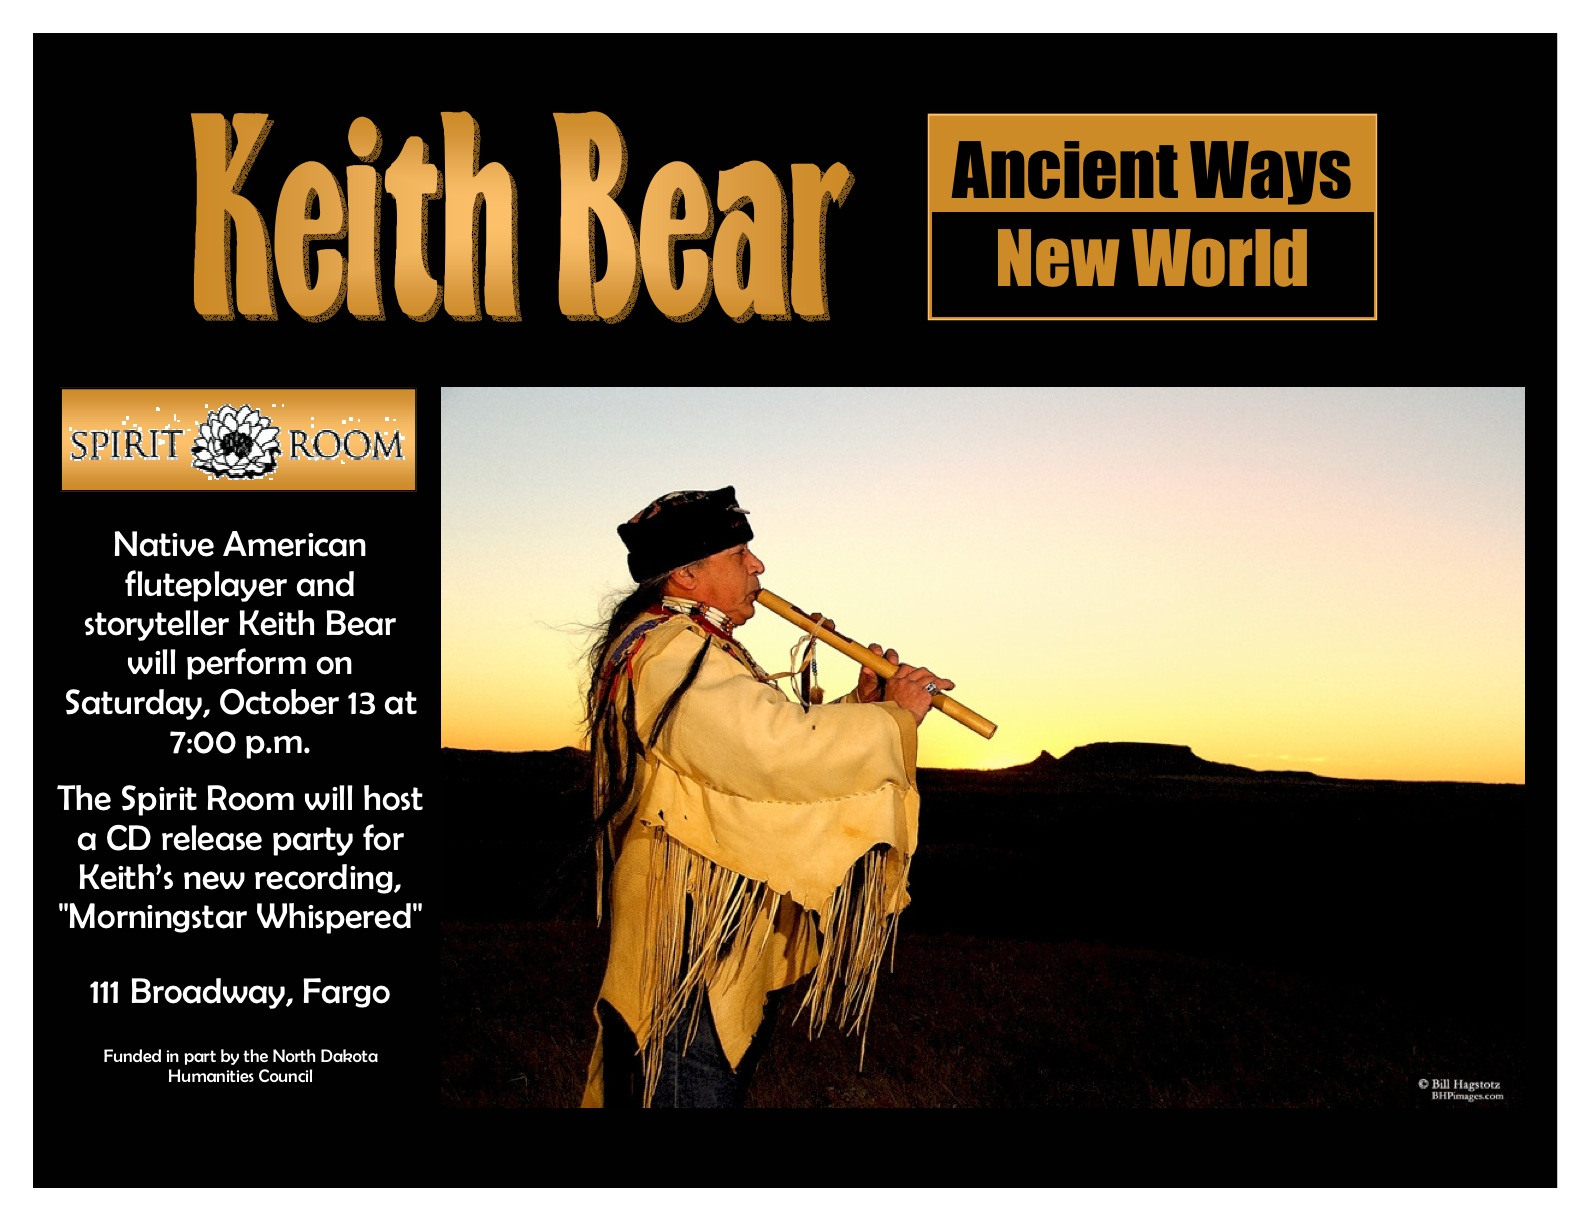 Keith Bear
Ancient Ways
New World
SPIRIT ROOM
Native American
fluteplayer and
storyteller Keith Bear
will perform on
Saturday, October 13 at
7:00 p.m.
The Spirit Room will host
a CD release party for
Keith's new recording,
"Morningstar Whispered"
111 Broadway, Fargo
Funded in part by the North Dakota
Humanities Council
© Bill Hagstotz
BHPimages.com